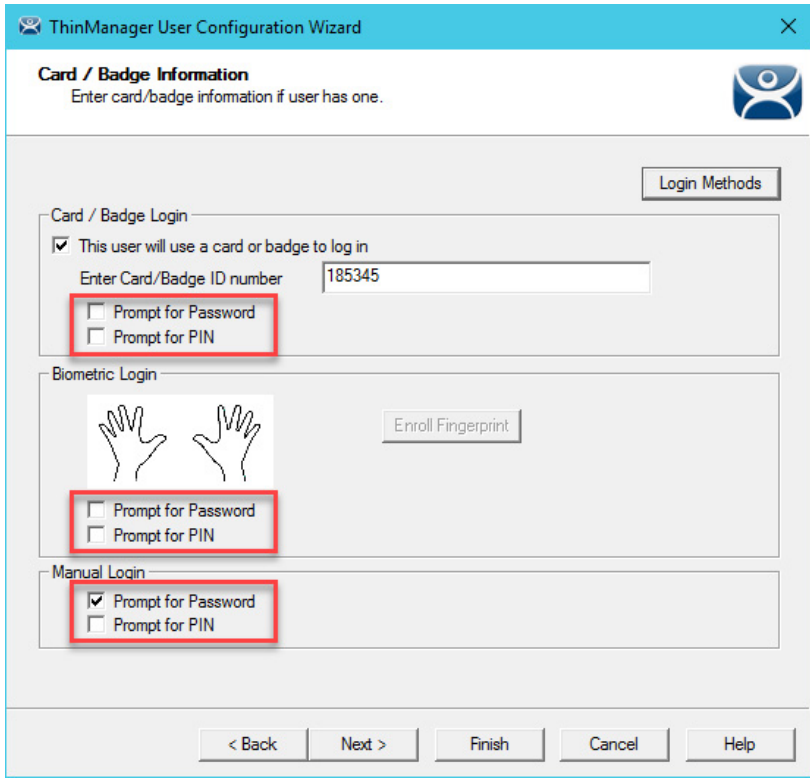 ThinManager User Configuration Wizard
Card / Badge Information
Enter card/badge information if user has one.
Login Methods
Card / Badge Login
This user will use a card or badge to log in
Enter Card/Badge ID number 185345
Prompt for Password
Prompt for PIN
Biometric Login
Enroll Fingerprint
Prompt for Password
Prompt for PIN
Manual Login
Prompt for Password
Prompt for PIN
< Back Next > Finish Cancel Help